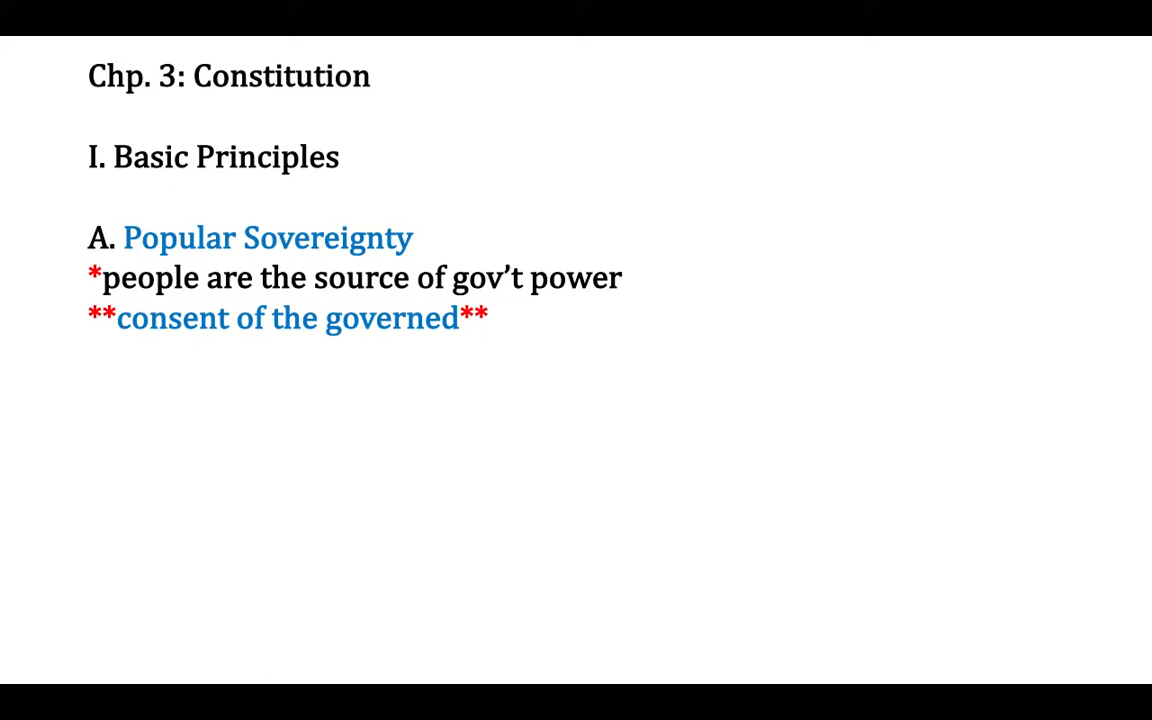 Chp. 3: Constitution
I. Basic Principles
A. Popular Sovereignty
*people are the source of gov’t power
**consent of the governed**